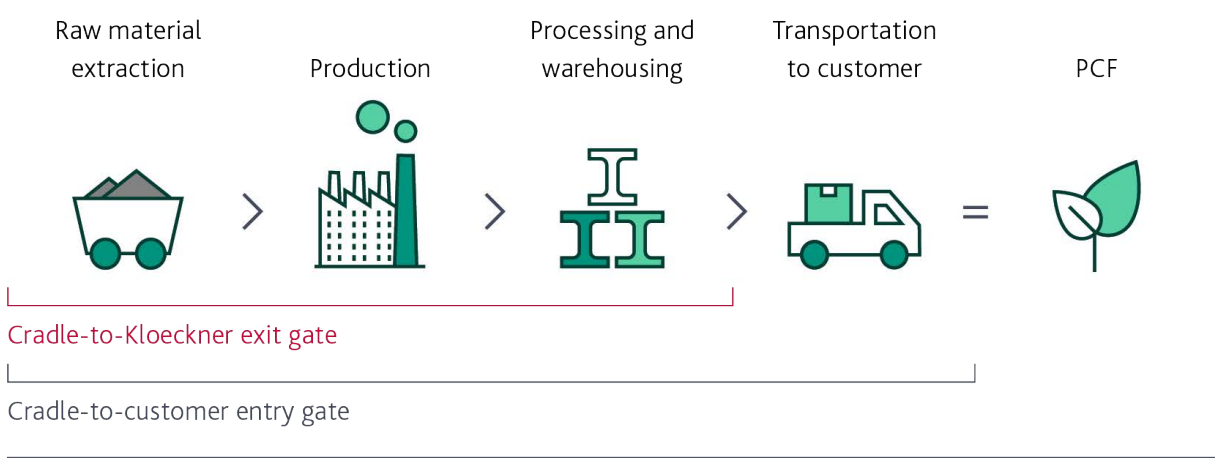 Raw material
extraction
Production
Processing and
warehousing
Transportation
to customer
PCF
Cradle-to-Kloeckner exit gate
Cradle-to-customer entry gate